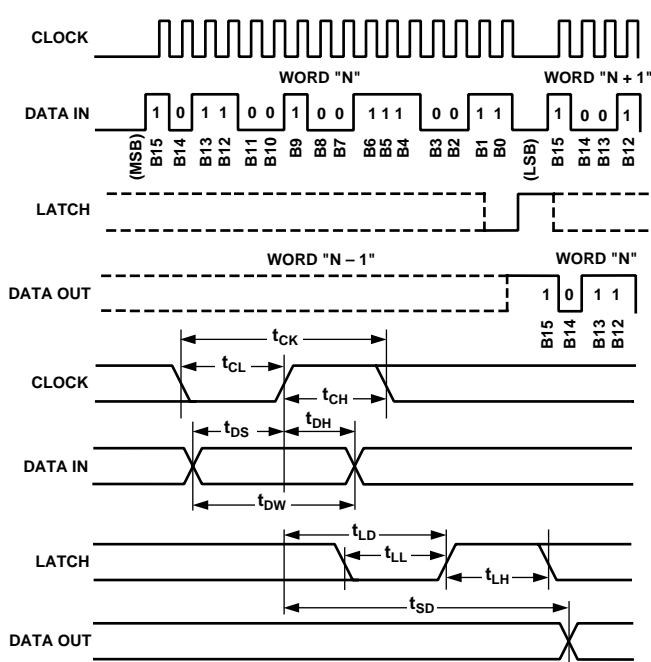 CLOCK
WORD "N" WORD "N + 1"
DATA IN 1 0 1 1 0 0 1 0 0 1 1 1 0 0 1 1 1 0 0 1
(MSB) B15 B14 B13 B12 B11 B10 B9 B8 B7 B6 B5 B4 B3 B2 B1 B0 (LSB) B15 B14 B13 B12
LATCH
WORD "N – 1" WORD "N"
DATA OUT 1 0 1 1
B15 B14 B13 B12
tCK
CLOCK tCL
tCH
tDS tDH
DATA IN
tDW
tLD
LATCH tLL
tLH
tSD
DATA OUT